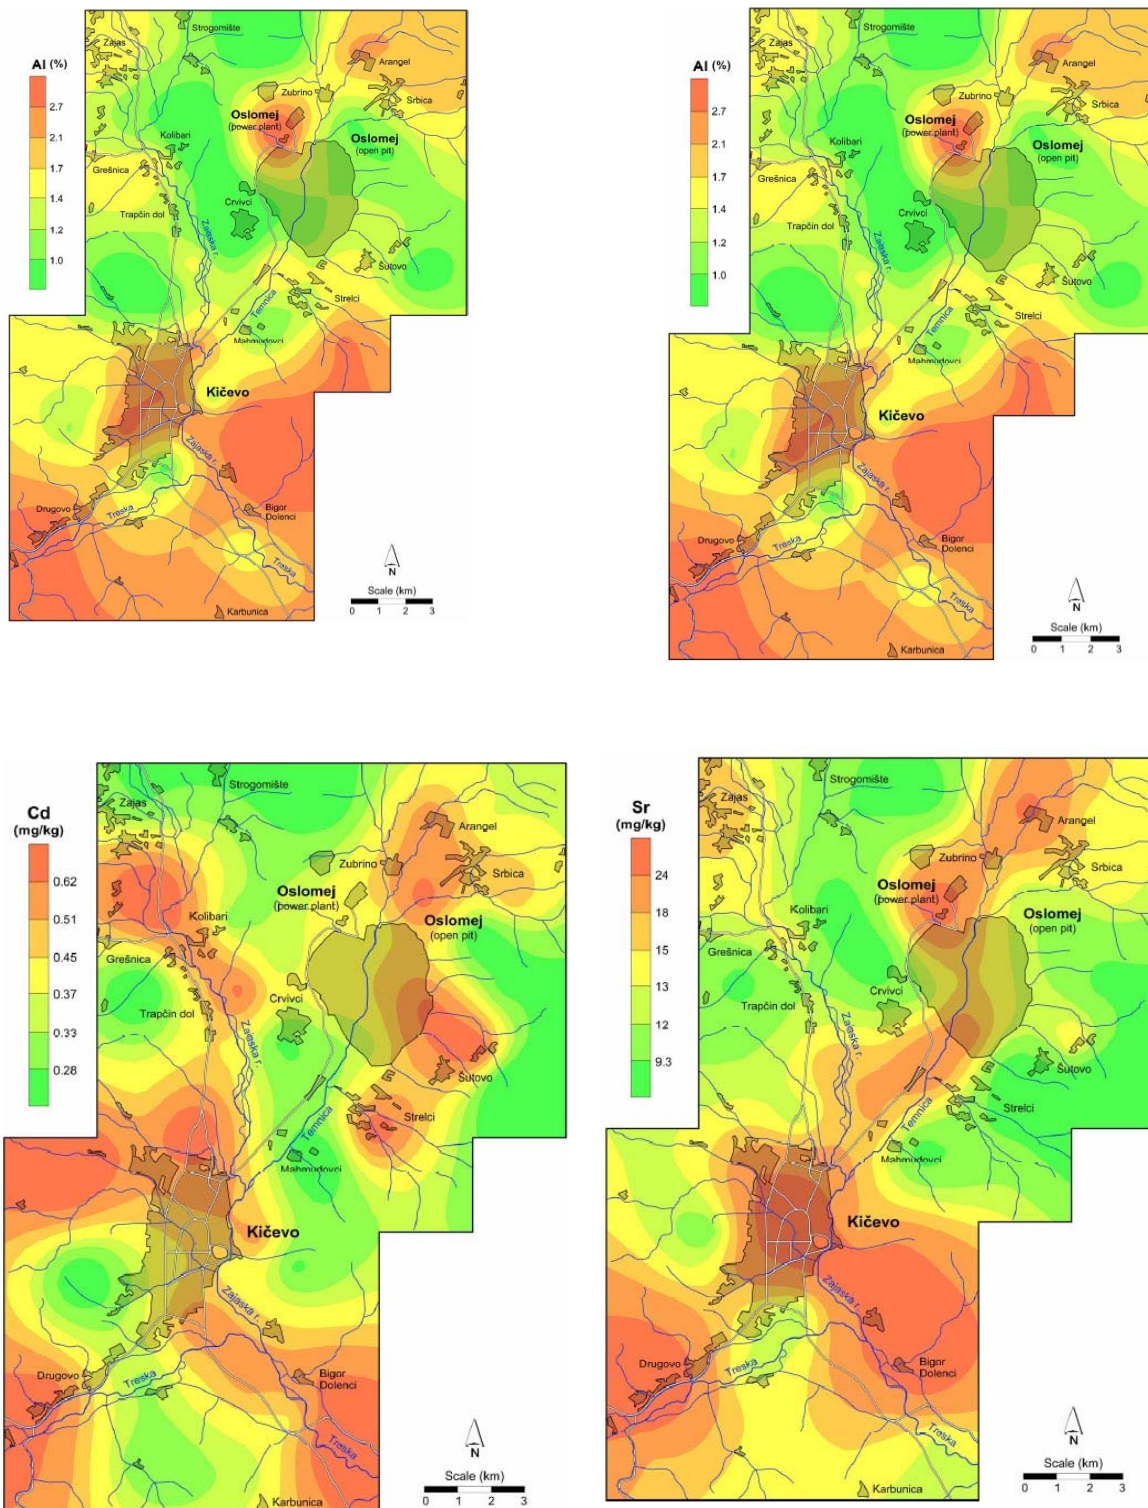 Al (%)
2.7
2.1
1.7
1.4
1.2
1.0
Strogomište
Zajas
Arangel
Zubrino
Srbica
Oslomej
(power plant)
Oslomej
(open pit)
Kolibari
Grešnica
Trapčin dol
Crvivci
Zajaska r.
Šutovo
Strelci
Temnica
Mahmudovci
Kičevo
Zajaska r.
Drugovo
Treska
Bigor
Dolenci
Treska
Karbunica
N
Scale (km)
0 1 2 3
Al (%)
2.7
2.1
1.7
1.4
1.2
1.0
Strogomište
Zajas
Arangel
Zubrino
Srbica
Oslomej
(power plant)
Oslomej
(open pit)
Kolibari
Grešnica
Trapčin dol
Crvivci
Zajaska r.
Šutovo
Strelci
Temnica
Mahmudovci
Kičevo
Zajaska r.
Drugovo
Treska
Bigor
Dolenci
Treska
Karbunica
N
Scale (km)
0 1 2 3
Cd
(mg/kg)
0.62
0.51
0.45
0.37
0.33
0.28
Strogomište
Zajas
Arangel
Zubrino
Srbica
Oslomej
(power plant)
Oslomej
(open pit)
Kolibari
Grešnica
Trapčin dol
Crvivci
Zajaska r.
Šutovo
Strelci
Temnica
Mahmudovci
Kičevo
Zajaska r.
Drugovo
Treska
Bigor
Dolenci
Treska
Karbunica
N
Scale (km)
0 1 2 3
Sr
(mg/kg)
24
18
15
13
12
9.3
Strogomište
Zajas
Arangel
Zubrino
Srbica
Oslomej
(power plant)
Oslomej
(open pit)
Kolibari
Grešnica
Trapčin dol
Crvivci
Zajaska r.
Šutovo
Strelci
Temnica
Mahmudovci
Kičevo
Zajaska r.
Drugovo
Treska
Bigor
Dolenci
Treska
Karbunica
N
Scale (km)
0 1 2 3